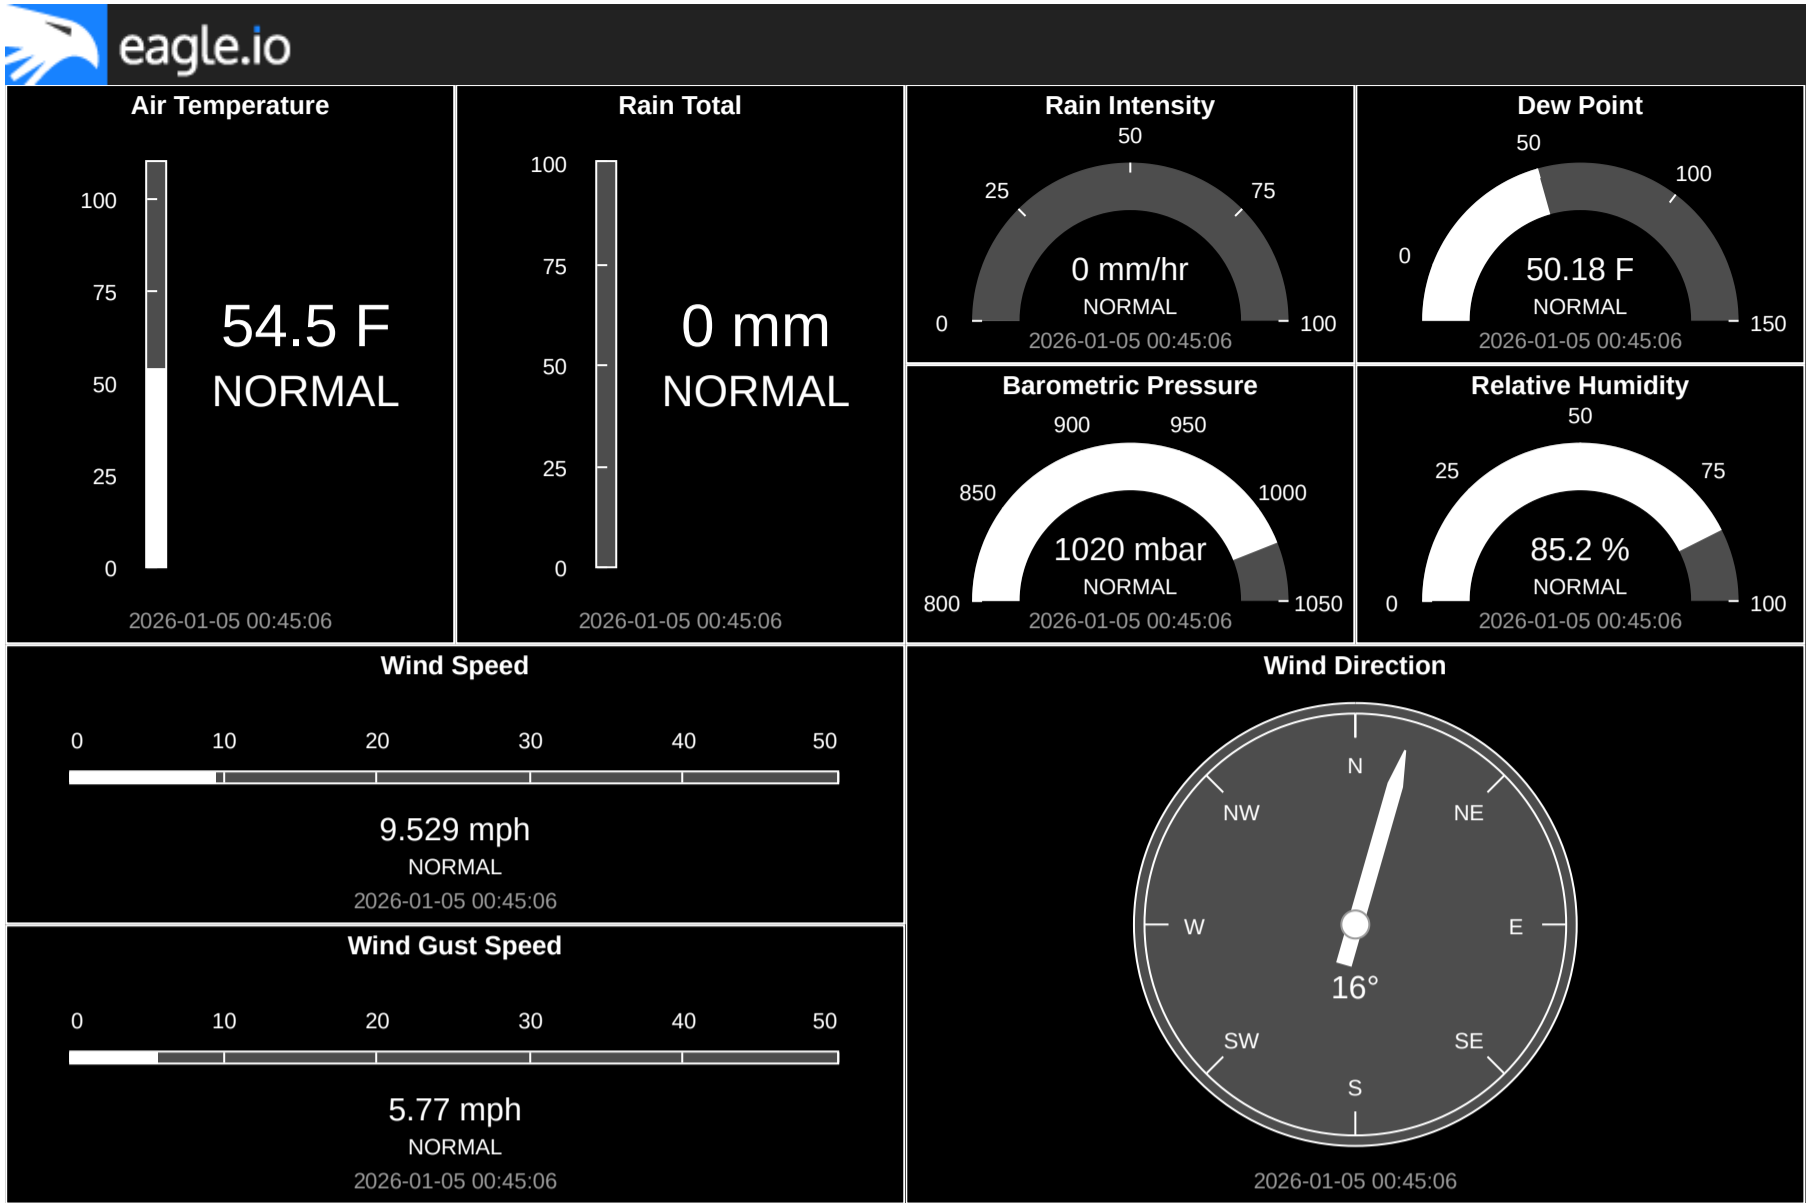 eagle.io
Air Temperature
100
75
50
25
0
54.5 F
NORMAL
2026-01-05 00:45:06
Rain Total
100
75
50
25
0
0 mm
NORMAL
2026-01-05 00:45:06
Rain Intensity
50
25
75
0
100
0 mm/hr
NORMAL
2026-01-05 00:45:06
Dew Point
50
100
0
150
50.18 F
NORMAL
2026-01-05 00:45:06
Barometric Pressure
900
950
850
1000
800
1050
1020 mbar
NORMAL
2026-01-05 00:45:06
Relative Humidity
50
25
75
0
100
85.2 %
NORMAL
2026-01-05 00:45:06
Wind Speed
0 10 20 30 40 50
9.529 mph
NORMAL
2026-01-05 00:45:06
Wind Gust Speed
0 10 20 30 40 50
5.77 mph
NORMAL
2026-01-05 00:45:06
Wind Direction
N
NW NE
W E
16°
SW SE
S
2026-01-05 00:45:06